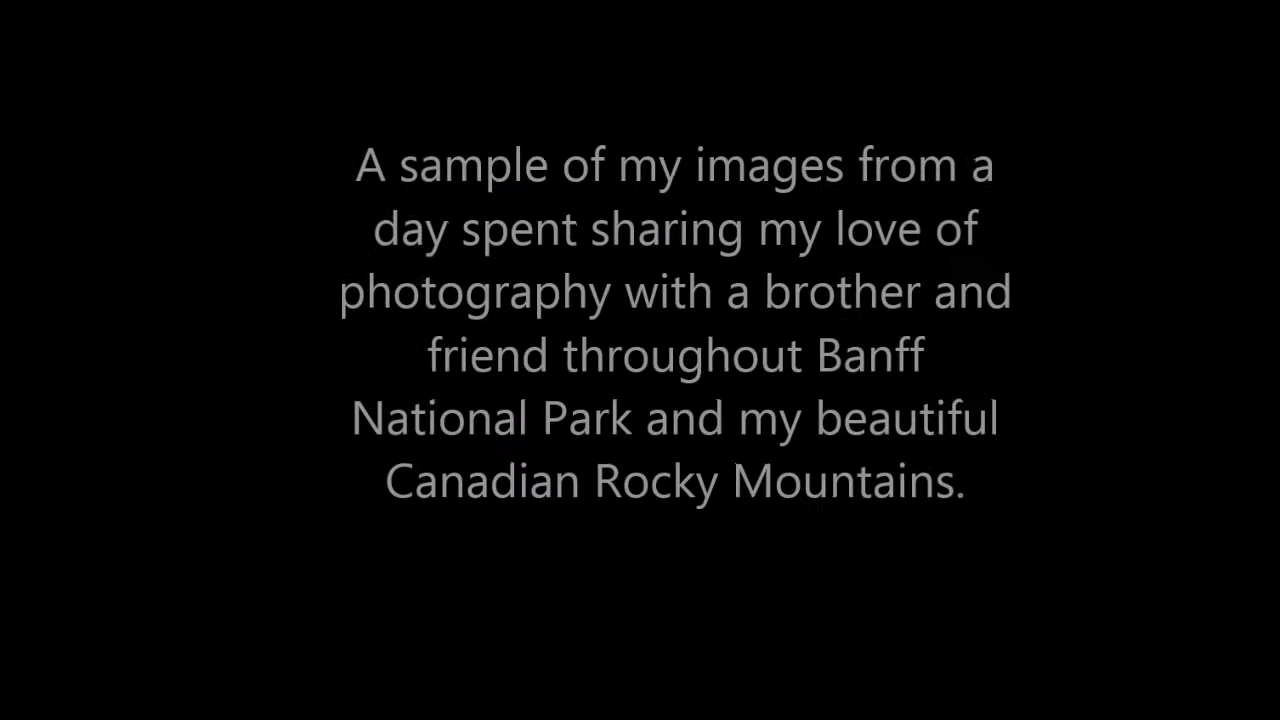 A sample of my images from a
day spent sharing my love of
photography with a brother and
friend throughout Banff
National Park and my beautiful
Canadian Rocky Mountains.